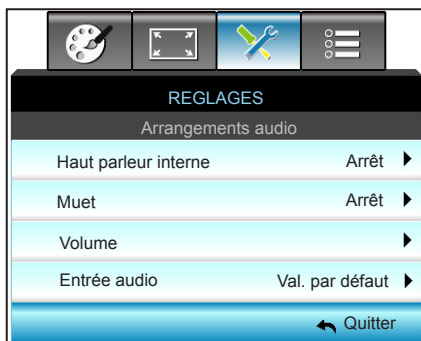 REGLAGES
Arrangements audio
Haut parleur interne Arrêt
Muet Arrêt
Volume
Entrée audio Val. par défaut
Quitter